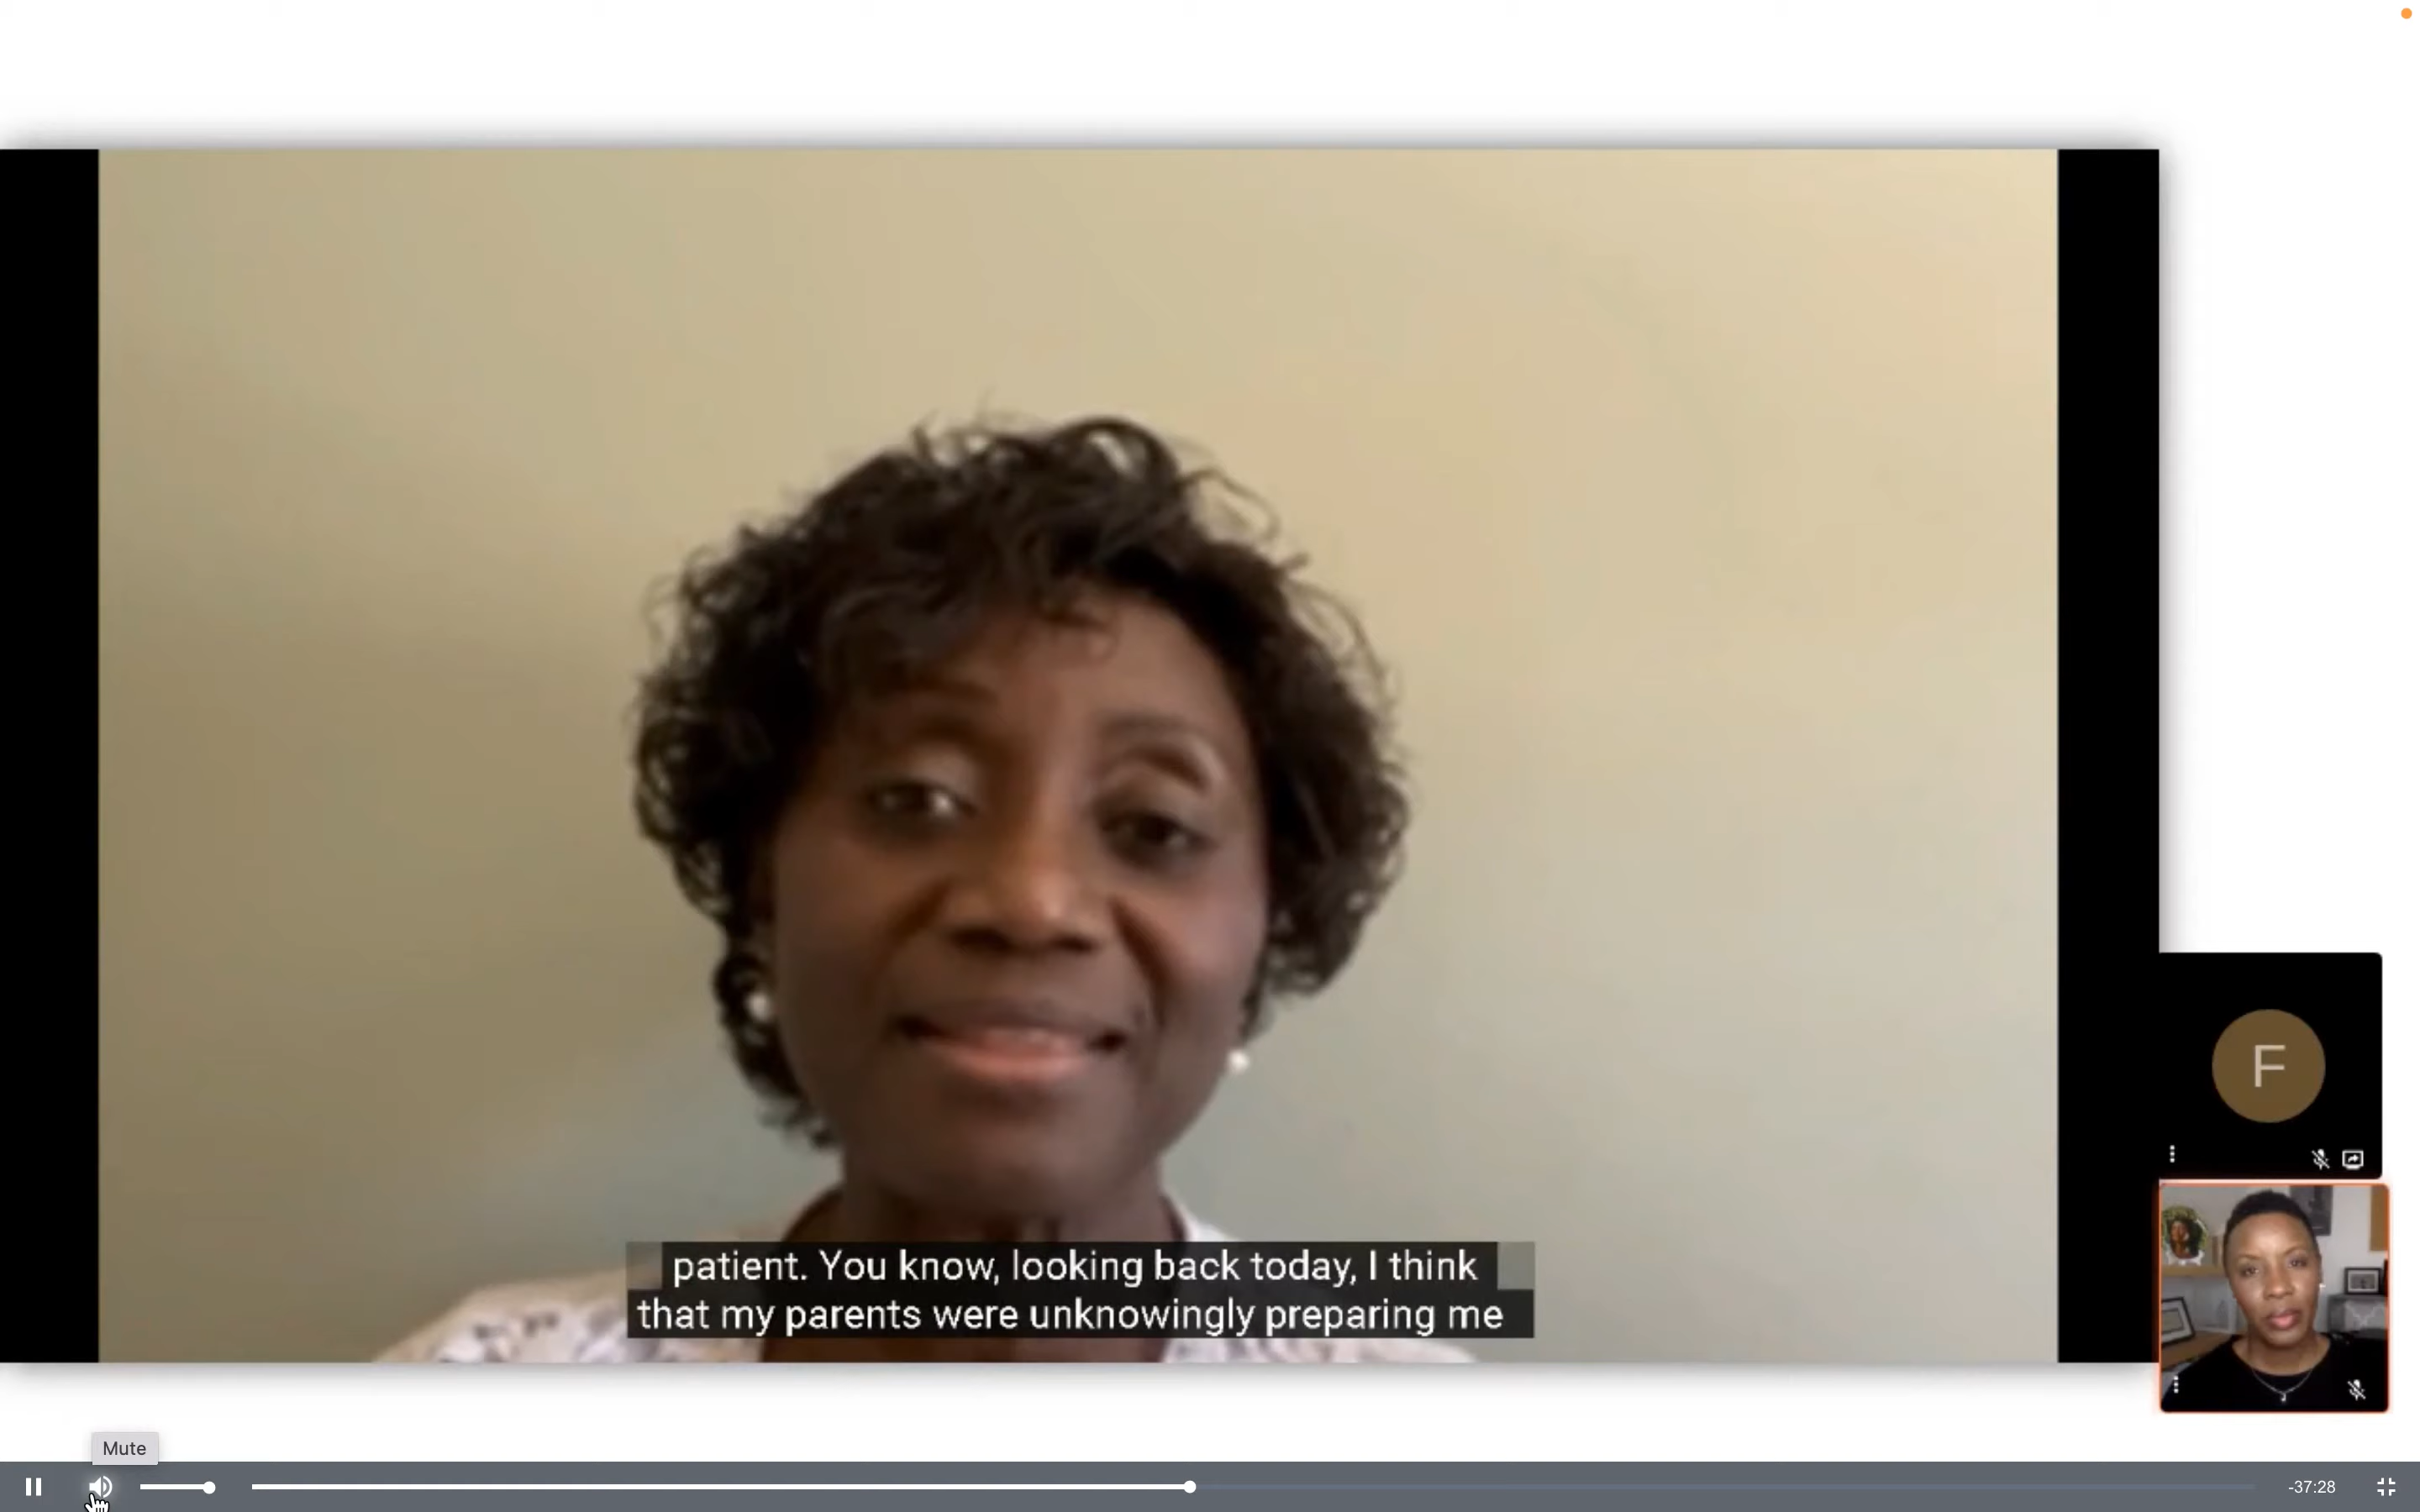 F
patient. You know, looking back today, I think
that my parents were unknowingly preparing me
Mute
-37:28